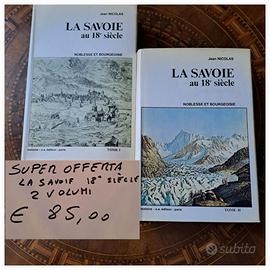 Jean NICOLAS
LA SAVOIE
au 18e siècle
NOBLESSE ET BOURGEOISIE
TOME I
Jean NICOLAS
LA SAVOIE
au 18e siècle
NOBLESSE ET BOURGEOISIE
TOME II
SUPER OFFERTA
LA SAVOIE 18° SIÈCLE
2 VOLUMI
€ 85,00
subito